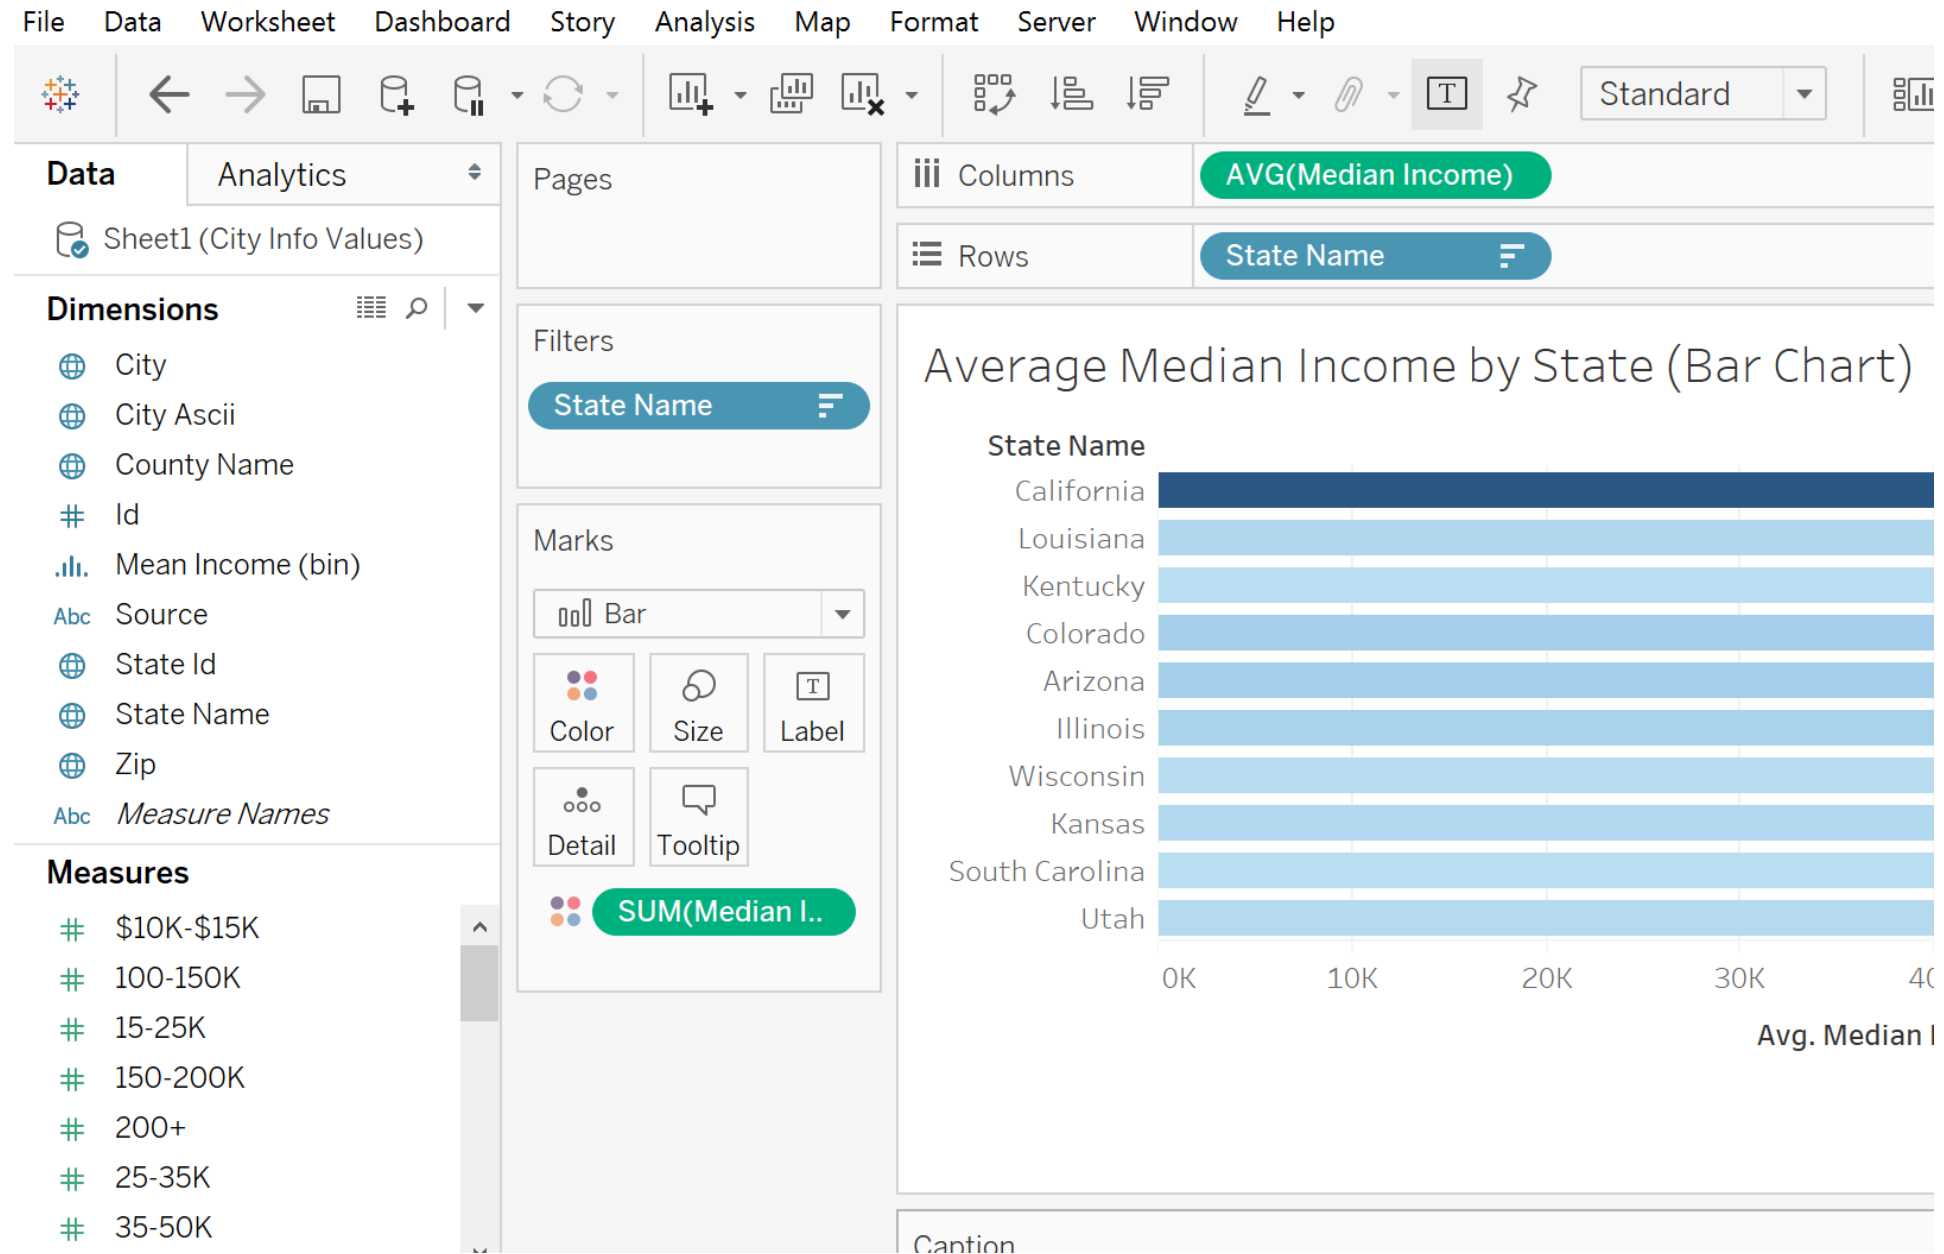 File Data Worksheet Dashboard Story Analysis Map Format Server Window Help
T Standard
Data Analytics
Sheet1 (City Info Values)
Dimensions
City
City Ascii
County Name
Id
Mean Income (bin)
Abc Source
State Id
State Name
Zip
Abc Measure Names
Measures
$10K-$15K
100-150K
15-25K
150-200K
200+
25-35K
35-50K
Pages
Filters
State Name
Marks
Bar
Color Size T Label
Detail Tooltip
SUM(Median I..
Columns AVG(Median Income)
Rows State Name
Average Median Income by State (Bar Chart)
State Name
California
Louisiana
Kentucky
Colorado
Arizona
Illinois
Wisconsin
Kansas
South Carolina
Utah
0K 10K 20K 30K
Avg. Median
Caption